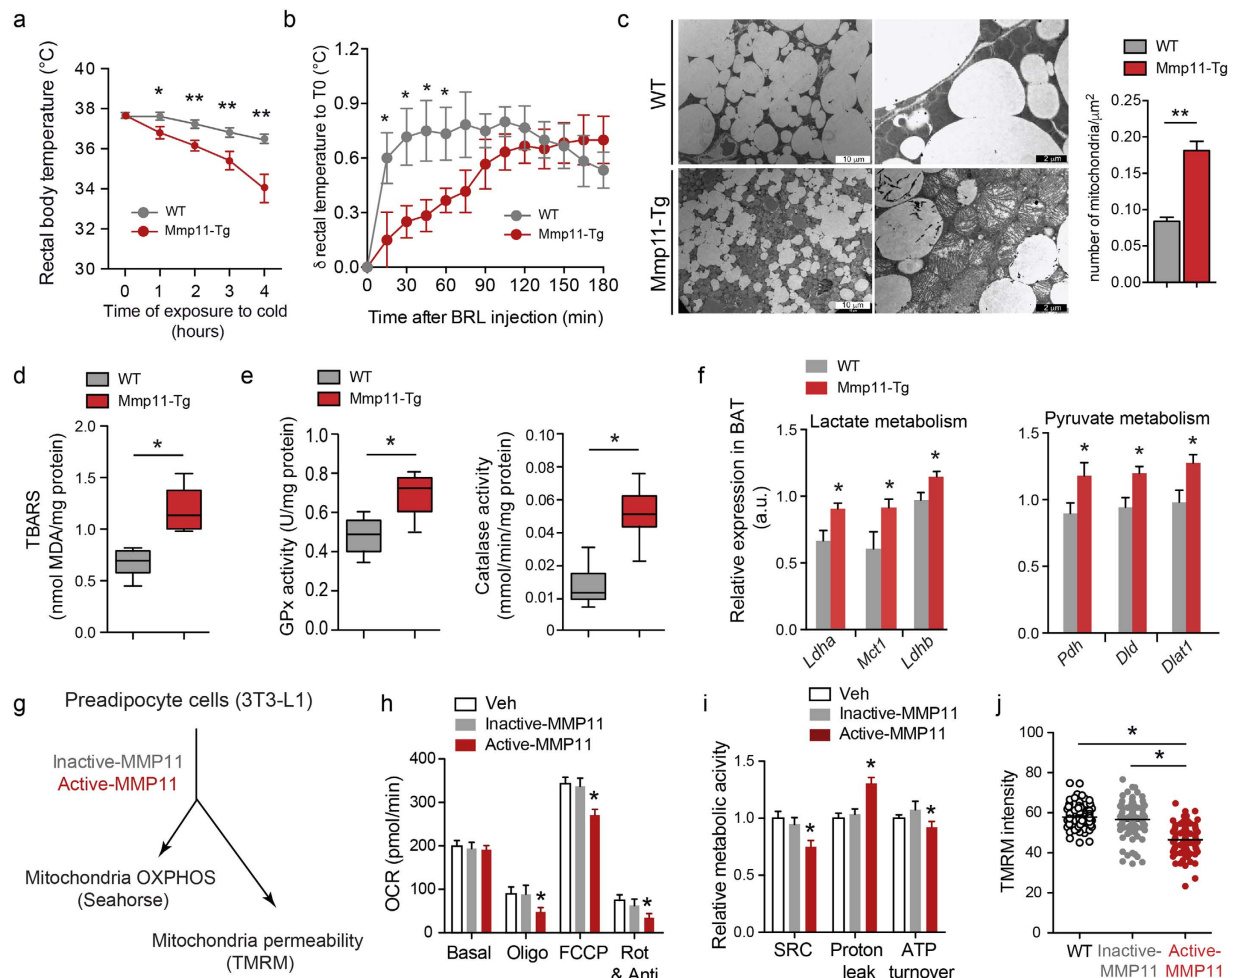 a
Rectal body temperature (°C)
40
38
36
34
32
30
*
**
**
**
WT
Mmp11-Tg
0 1 2 3 4
Time of exposure to cold
(hours)
b
δ rectal temperature to T0 (°C)
1.2
0.9
0.6
0.3
0.0
*
*
*
*
WT
Mmp11-Tg
0 30 60 90 120 150 180
Time after BRL injection (min)
c
WT
Mmp11-Tg
10 µm
2 µm
10 µm
2 µm
WT
Mmp11-Tg
number of mitochondria/µm2
0.25
0.20
0.15
0.10
0.05
0.00
**
d
WT
Mmp11-Tg
TBARS
(nmol MDA/mg protein)
2.0
1.5
1.0
0.5
0.0
*
e
WT
Mmp11-Tg
GPx activity (U/mg protein)
1.0
0.8
0.6
0.4
0.2
0.0
*
Catalase activity
(mmol/min/mg protein)
0.10
0.06
0.04
0.02
0.01
0
*
f
WT
Mmp11-Tg
Relative expression in BAT
(a.u.)
Lactate metabolism
1.5
1.0
0.5
0.0
*
*
*
Ldha
Mct1
Ldhb
Pyruvate metabolism
1.5
1.0
0.5
0.0
*
*
*
Pdh
Dld
Dlat1
g
Preadipocyte cells (3T3-L1)
Inactive-MMP11
Active-MMP11
Mitochondria OXPHOS
(Seahorse)
Mitochondria permeability
(TMRM)
h
Veh
Inactive-MMP11
Active-MMP11
OCR (pmol/min)
400
300
200
100
0
*
*
*
Basal
Oligo
FCCP
Rot
& Anti
i
Veh
Inactive-MMP11
Active-MMP11
Relative metabolic acivity
1.5
1.0
0.5
0.0
*
*
*
SRC
Proton
leak
ATP
turnover
j
TMRM intensity
100
80
60
40
20
0
*
*
WT
Inactive-
MMP11
Active-
MMP11